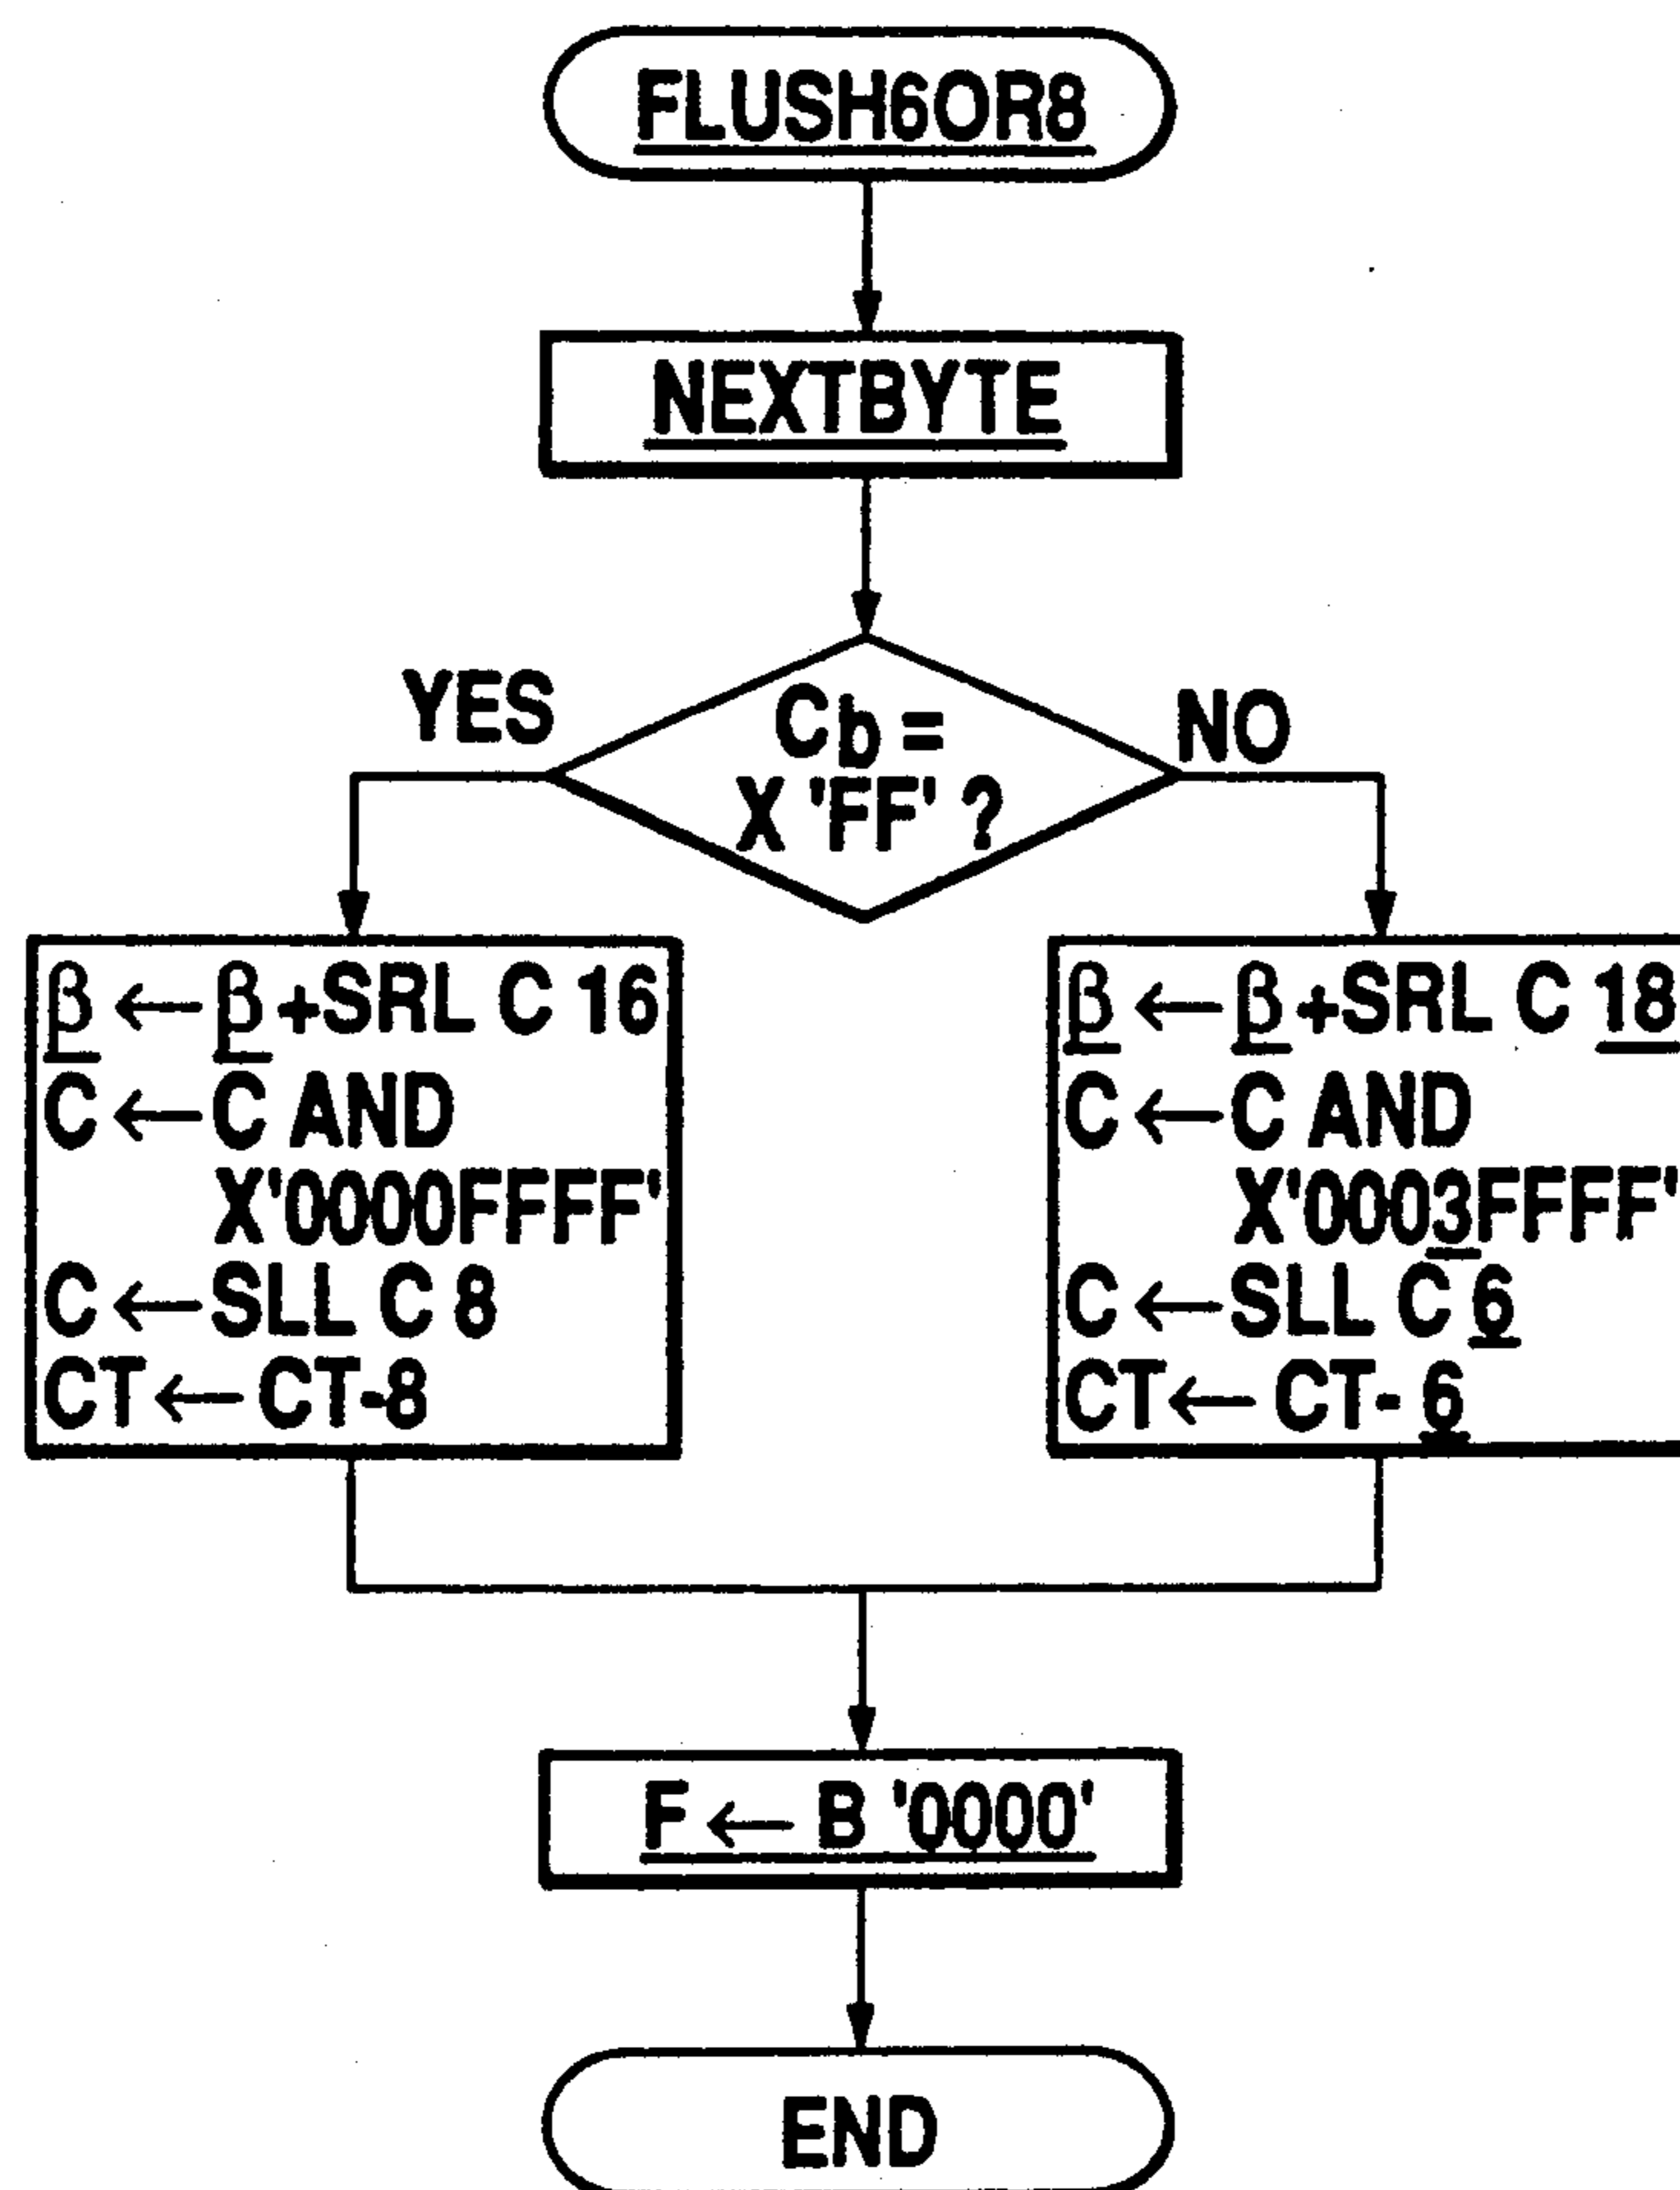 FLUSH6OR8
NEXTBYTE
YES
Cb =
X 'FF' ?
NO
β ← β +SRL C 16
C ← C AND
X'0000FFFF'
C ← SLL C 8
CT ← CT-8
β ← β +SRL C 18
C ← C AND
X'0003FFFF'
C ← SLL C 6
CT ← CT- 6
F ← B '0000'
END